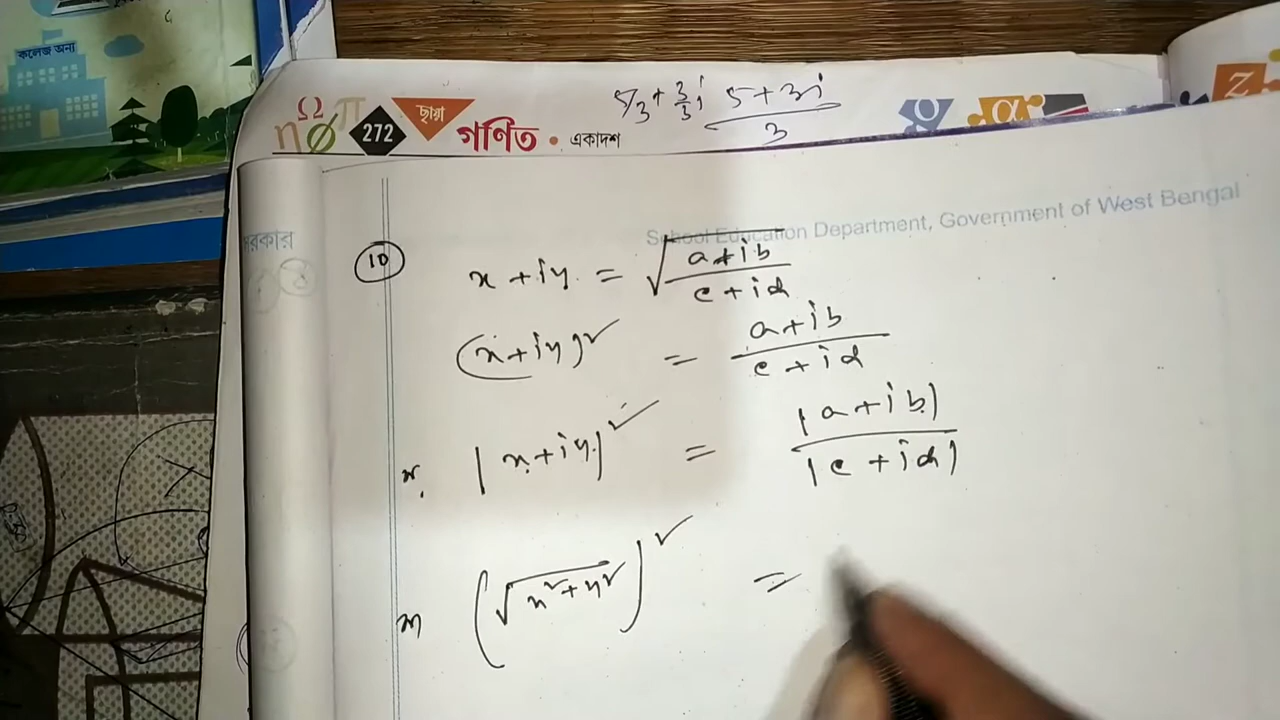 কলেজ অন্য
5/3 + 3/3 i (5+3i)/3
Ω π
n ø 272 ছায়া গণিত • একাদশ
School Education Department, Government of West Bengal
রকার
10 x + iy = √((a+ib)/(c+id))
(x+iy)² = (a+ib)/(c+id)
|x+iy|² = |a+ib|/|c+id|
(√(x²+y²))² =